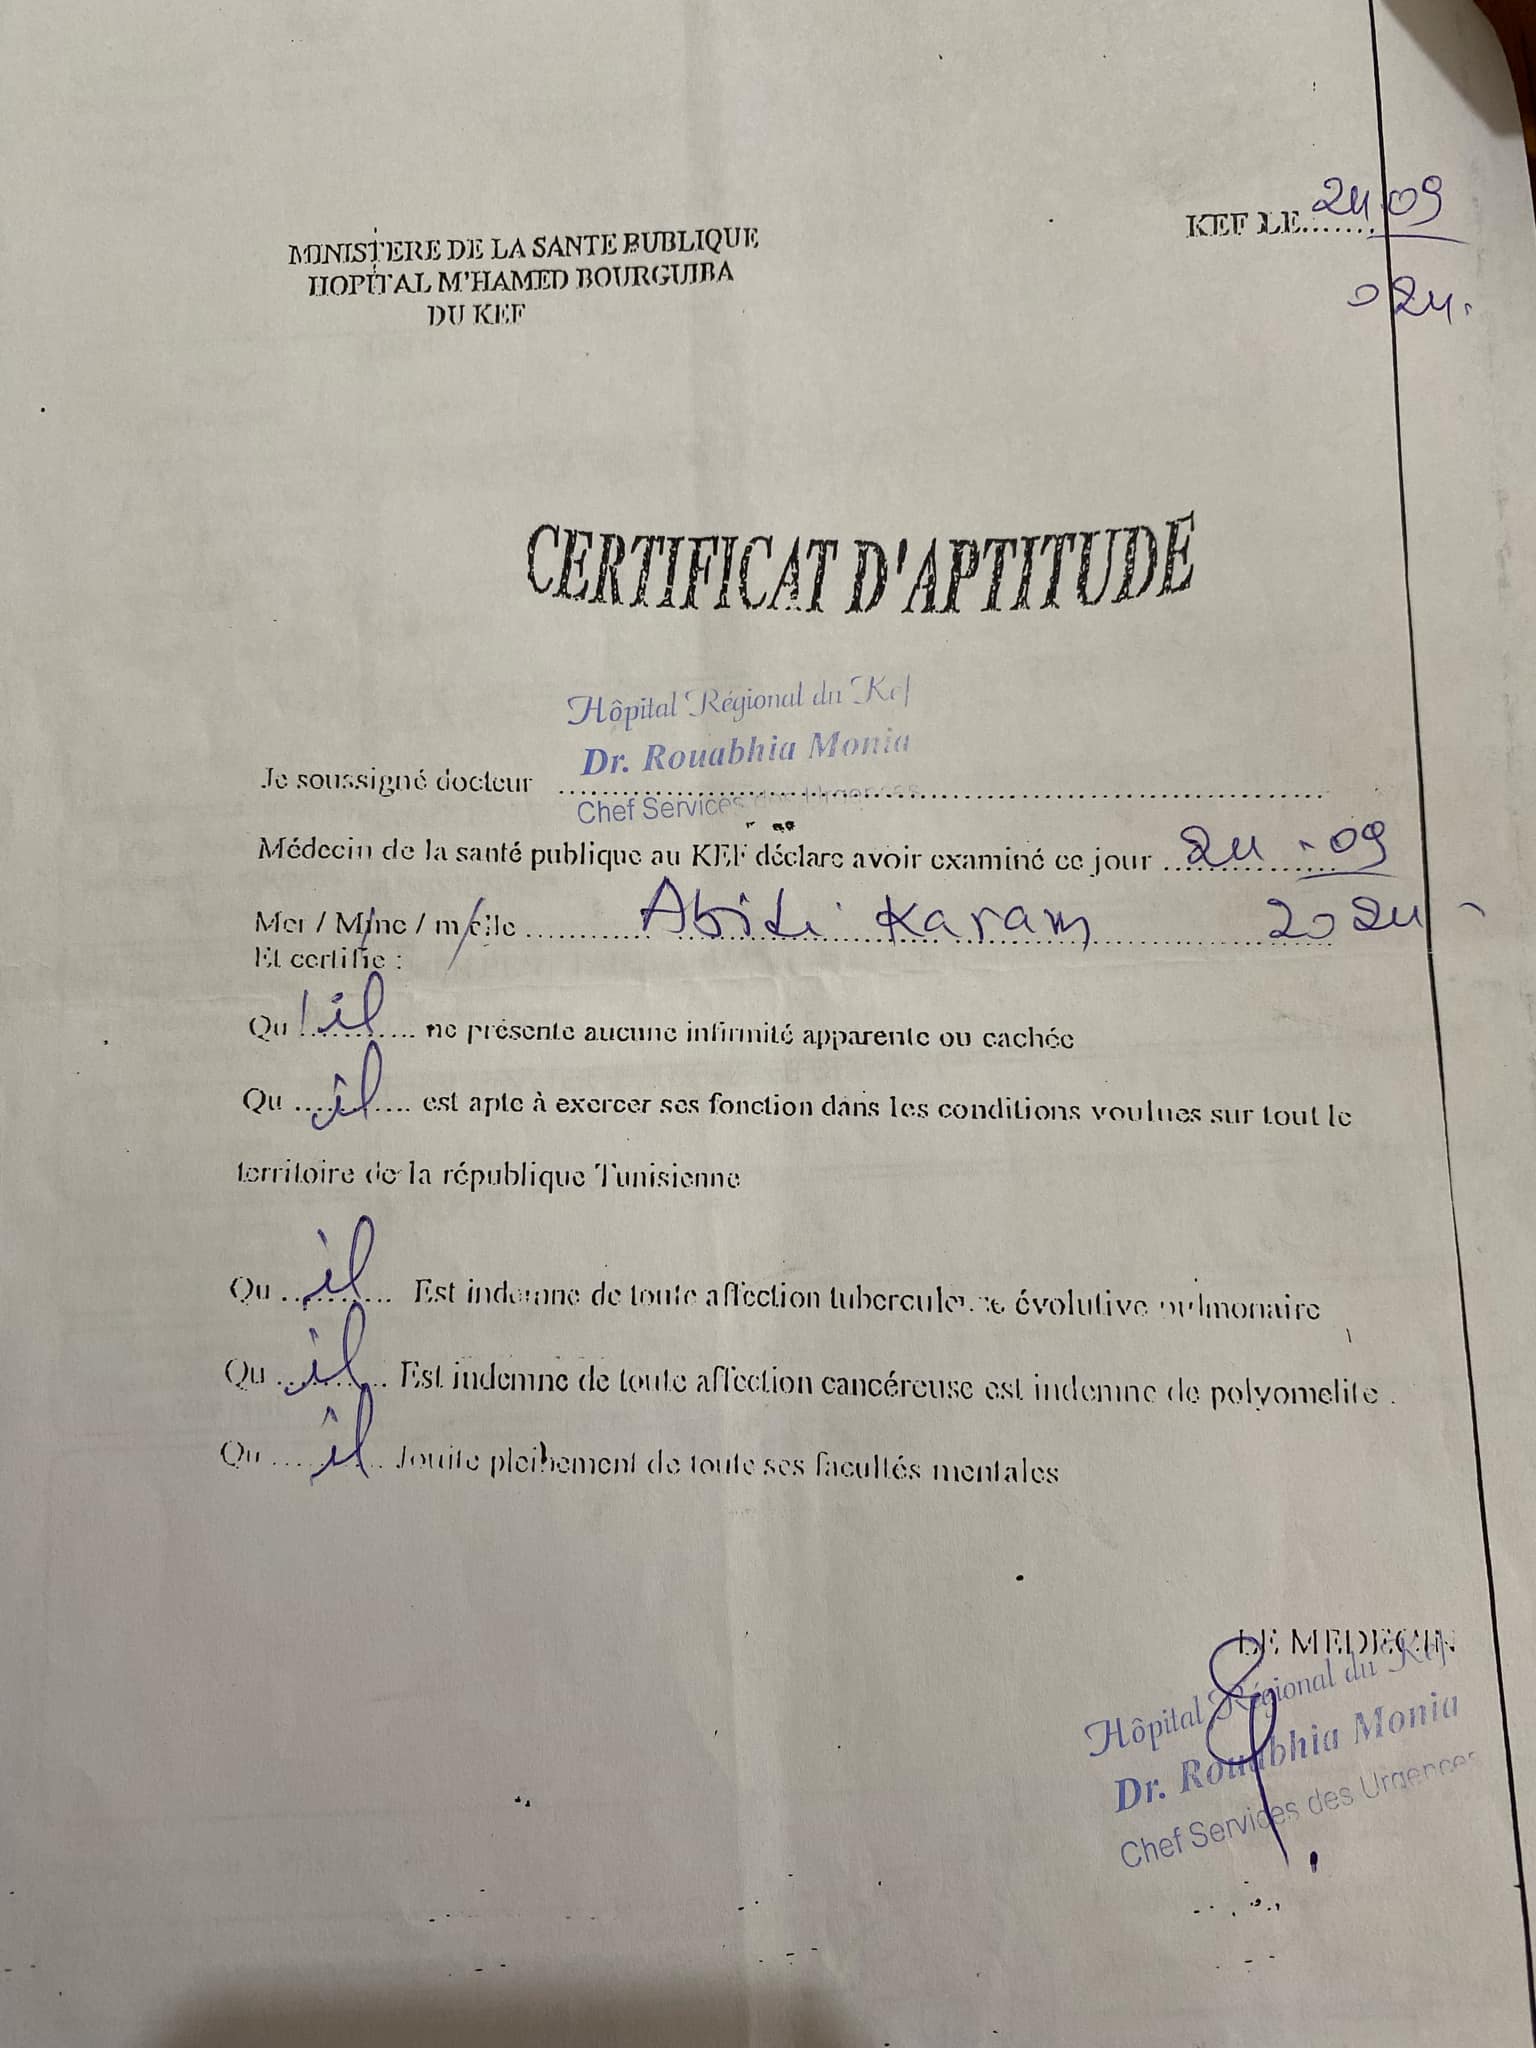 KEF LE....... 24 09
024.
MINISTERE DE LA SANTE BUBLIQUE
HOPITAL M'HAMED BOURGUIBA
DU KEF
CERTIFICAT D'APTITUDE
Hôpital Régional du Kef
Dr. Rouabhia Monia
Je soussigné docteur
Chef Services des Urgences
Médecin de la santé publique au KEF déclare avoir examiné ce jour 24 - 09
Mer / Mme / melle Abidi Karam 2024
Et certifie :
Qu 'il ne présente aucune infirmité apparente ou cachée
Qu il est apte à exercer ses fonction dans les conditions voulues sur tout le
territoire de la république Tunisienne
Qu il Est indemne de toute affection tuberculeuse évolutive pulmonaire
Qu il Est indemne de toute affection cancéreuse est indemne de polyomelite .
Qu il Jouite pleibement de toute ses facultés mentales
LE MEDECIN
Hôpital Régional du Kef
Dr. Rouabhia Monia
Chef Services des Urgences